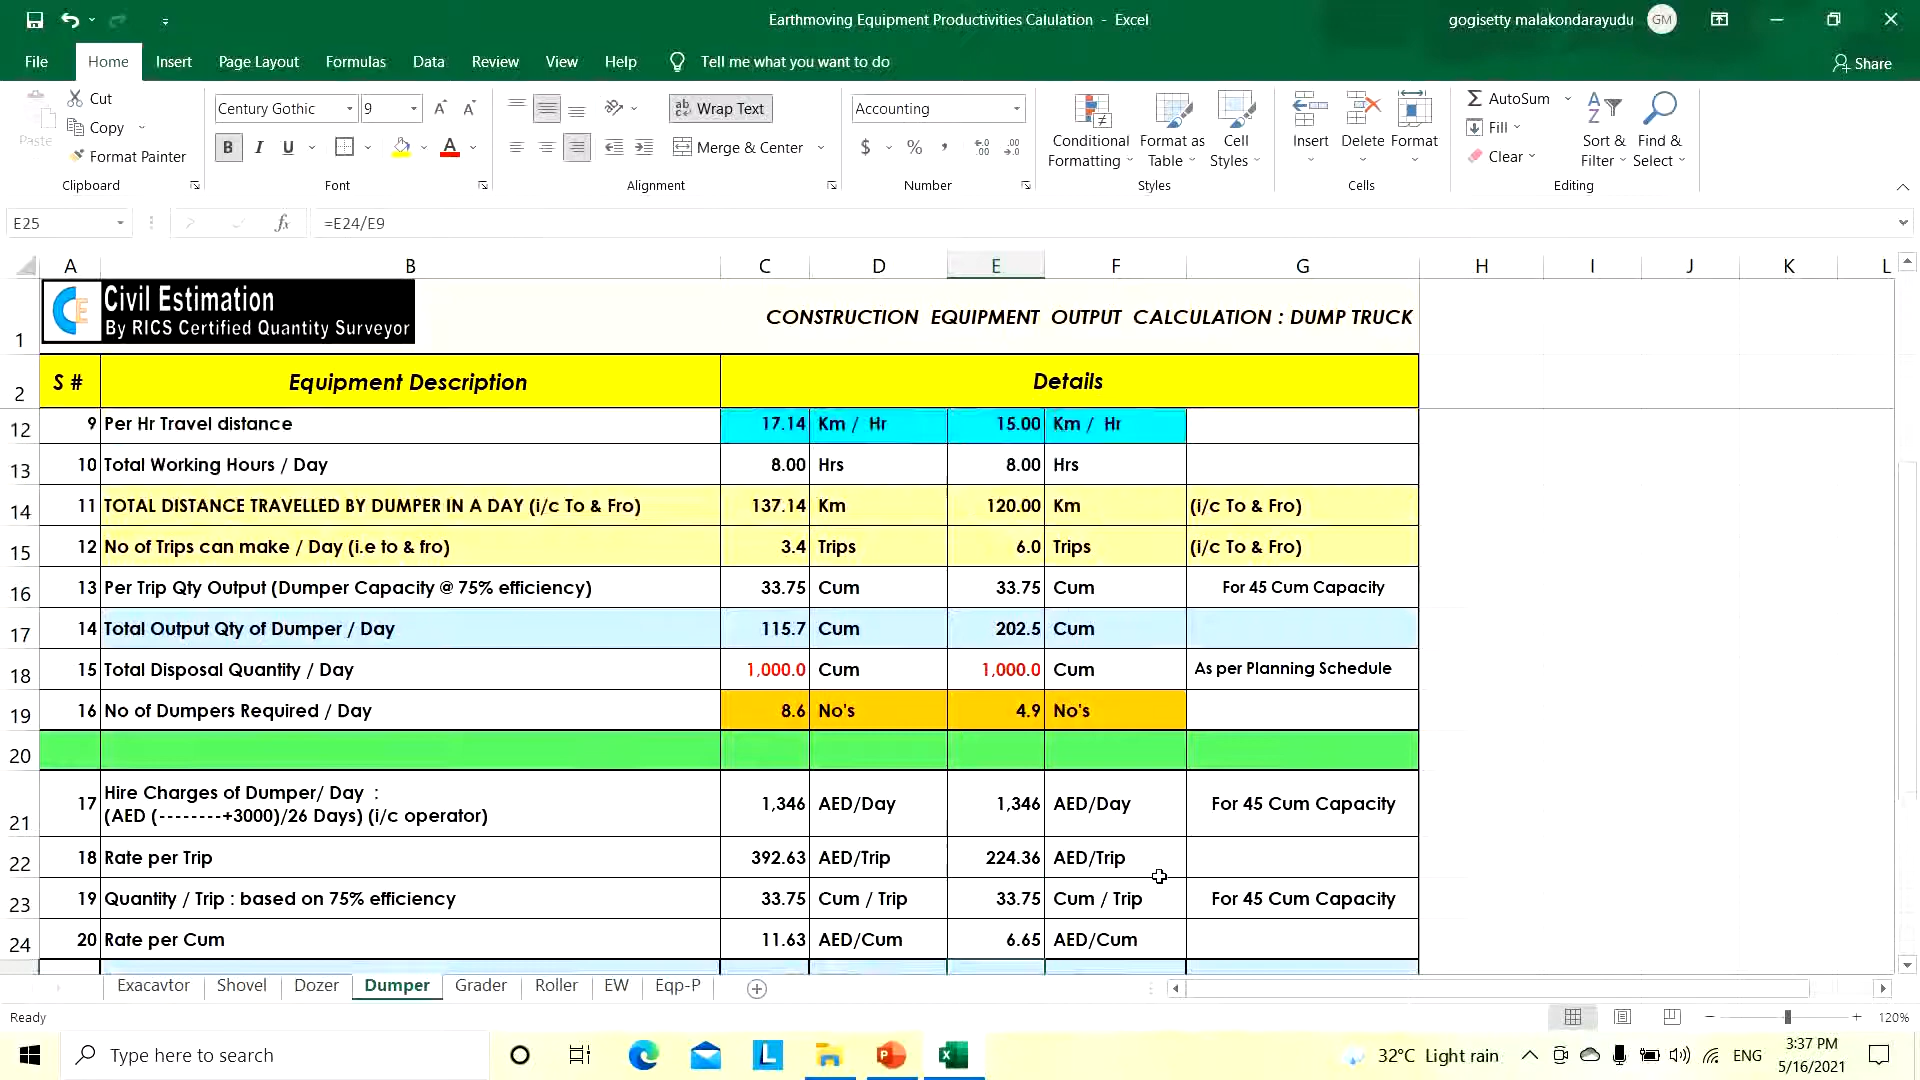 Earthmoving Equipment Productivities Calulation - Excel
gogisetty malakondarayudu GM
File Home Insert Page Layout Formulas Data Review View Help Tell me what you want to do Share
Paste
Cut
Copy
Format Painter
Clipboard
Century Gothic 9
B I U A
Font
Wrap Text
Merge & Center
Alignment
Accounting
$ % ,
Number
Conditional Formatting
Format as Table
Cell Styles
Styles
Insert Delete Format
Cells
AutoSum
Fill
Clear
Sort & Filter
Find & Select
Editing
E25 fx =E24/E9
A B C D E F G H I J K L
1 CE Civil Estimation
By RICS Certified Quantity Surveyor
CONSTRUCTION EQUIPMENT OUTPUT CALCULATION : DUMP TRUCK
2 S # Equipment Description Details
12 9 Per Hr Travel distance 17.14 Km / Hr 15.00 Km / Hr
13 10 Total Working Hours / Day 8.00 Hrs 8.00 Hrs
14 11 TOTAL DISTANCE TRAVELLED BY DUMPER IN A DAY (i/c To & Fro) 137.14 Km 120.00 Km (i/c To & Fro)
15 12 No of Trips can make / Day (i.e to & fro) 3.4 Trips 6.0 Trips (i/c To & Fro)
16 13 Per Trip Qty Output (Dumper Capacity @ 75% efficiency) 33.75 Cum 33.75 Cum For 45 Cum Capacity
17 14 Total Output Qty of Dumper / Day 115.7 Cum 202.5 Cum
18 15 Total Disposal Quantity / Day 1,000.0 Cum 1,000.0 Cum As per Planning Schedule
19 16 No of Dumpers Required / Day 8.6 No's 4.9 No's
20
21 17 Hire Charges of Dumper/ Day :
(AED (--------+3000)/26 Days) (i/c operator) 1,346 AED/Day 1,346 AED/Day For 45 Cum Capacity
22 18 Rate per Trip 392.63 AED/Trip 224.36 AED/Trip
23 19 Quantity / Trip : based on 75% efficiency 33.75 Cum / Trip 33.75 Cum / Trip For 45 Cum Capacity
24 20 Rate per Cum 11.63 AED/Cum 6.65 AED/Cum
Exacavtor Shovel Dozer Dumper Grader Roller EW Eqp-P
Ready 120%
Type here to search
32°C Light rain ENG
3:37 PM
5/16/2021